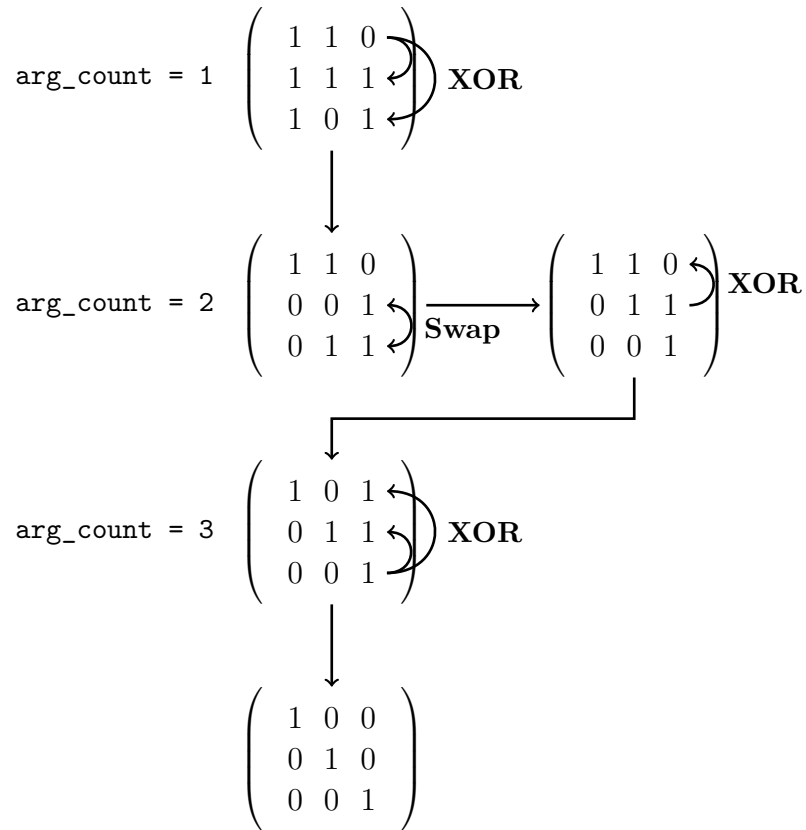 1 1 0
arg_count = 1 1 1 1 XOR
1 0 1
1 1 0 1 1 0 XOR
arg_count = 2 0 0 1 0 1 1
Swap
0 1 1 0 0 1
1 0 1
arg_count = 3 0 1 1 XOR
0 0 1
1 0 0
0 1 0
0 0 1